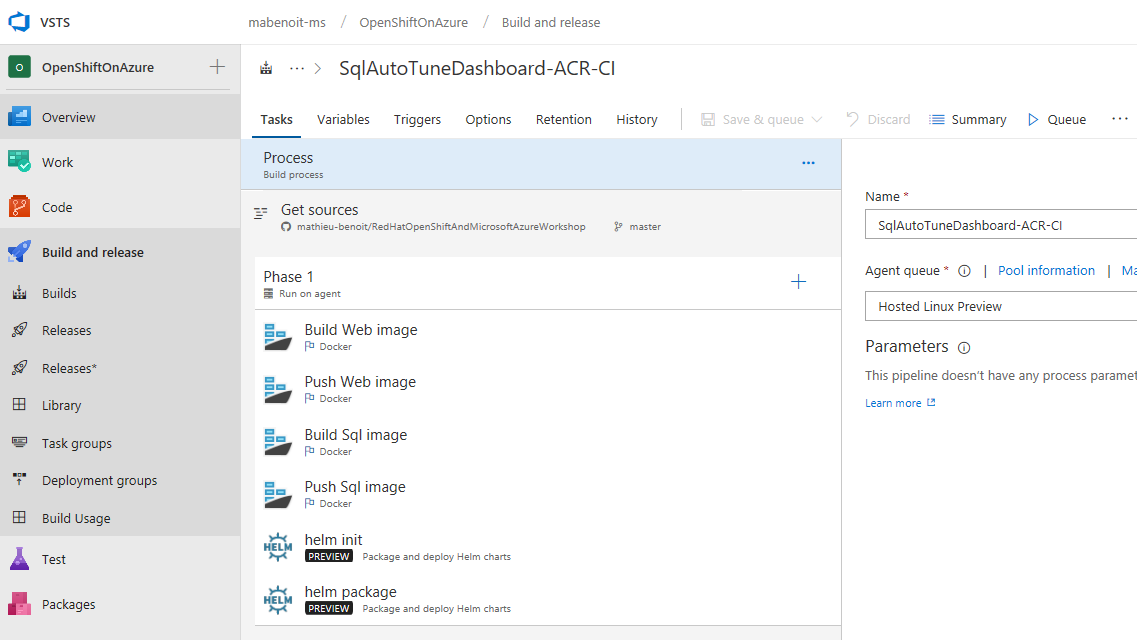 VSTS
mabenoit-ms / OpenShiftOnAzure / Build and release
O OpenShiftOnAzure
Overview
Work
Code
Build and release
Builds
Releases
Releases*
Library
Task groups
Deployment groups
Build Usage
Test
Packages
... > SqlAutoTuneDashboard-ACR-CI
Tasks Variables Triggers Options Retention History Save & queue Discard Summary Queue ...
Process
Build process
...
Get sources
mathieu-benoit/RedHatOpenShiftAndMicrosoftAzureWorkshop master
Phase 1
Run on agent
Build Web image
Docker
Push Web image
Docker
Build Sql image
Docker
Push Sql image
Docker
HELM
helm init
PREVIEW Package and deploy Helm charts
HELM
helm package
PREVIEW Package and deploy Helm charts
Name *
SqlAutoTuneDashboard-ACR-CI
Agent queue * | Pool information | Ma
Hosted Linux Preview
Parameters
This pipeline doesn't have any process paramet
Learn more